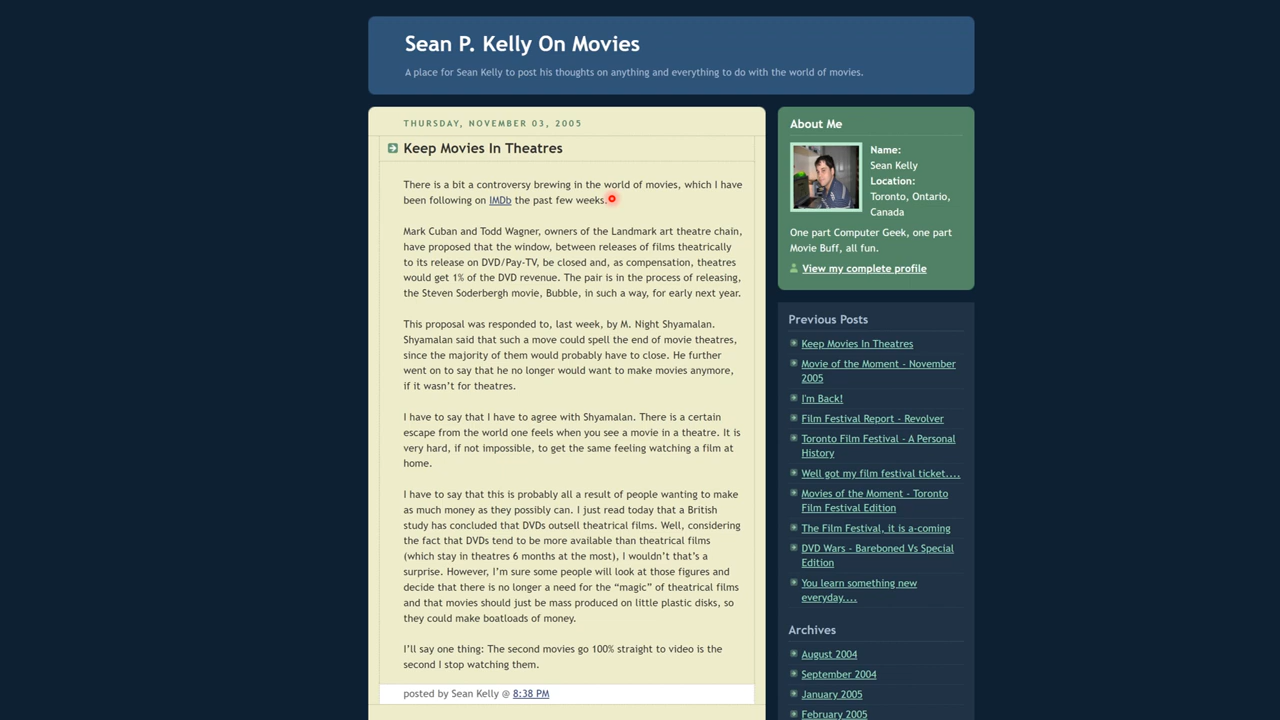 Sean P. Kelly On Movies
A place for Sean Kelly to post his thoughts on anything and everything to do with the world of movies.
THURSDAY, NOVEMBER 03, 2005
Keep Movies In Theatres
There is a bit a controversy brewing in the world of movies, which I have
been following on IMDb the past few weeks.
Mark Cuban and Todd Wagner, owners of the Landmark art theatre chain,
have proposed that the window, between releases of films theatrically
to its release on DVD/Pay-TV, be closed and, as compensation, theatres
would get 1% of the DVD revenue. The pair is in the process of releasing,
the Steven Soderbergh movie, Bubble, in such a way, for early next year.
This proposal was responded to, last week, by M. Night Shyamalan.
Shyamalan said that such a move could spell the end of movie theatres,
since the majority of them would probably have to close. He further
went on to say that he no longer would want to make movies anymore,
if it wasn’t for theatres.
I have to say that I have to agree with Shyamalan. There is a certain
escape from the world one feels when you see a movie in a theatre. It is
very hard, if not impossible, to get the same feeling watching a film at
home.
I have to say that this is probably all a result of people wanting to make
as much money as they possibly can. I just read today that a British
study has concluded that DVDs outsell theatrical films. Well, considering
the fact that DVDs tend to be more available than theatrical films
(which stay in theatres 6 months at the most), I wouldn’t that’s a
surprise. However, I’m sure some people will look at those figures and
decide that there is no longer a need for the “magic” of theatrical films
and that movies should just be mass produced on little plastic disks, so
they could make boatloads of money.
I’ll say one thing: The second movies go 100% straight to video is the
second I stop watching them.
posted by Sean Kelly @ 8:38 PM
About Me
Name:
Sean Kelly
Location:
Toronto, Ontario,
Canada
One part Computer Geek, one part
Movie Buff, all fun.
View my complete profile
Previous Posts
Keep Movies In Theatres
Movie of the Moment - November
2005
I'm Back!
Film Festival Report - Revolver
Toronto Film Festival - A Personal
History
Well got my film festival ticket....
Movies of the Moment - Toronto
Film Festival Edition
The Film Festival, it is a-coming
DVD Wars - Bareboned Vs Special
Edition
You learn something new
everyday....
Archives
August 2004
September 2004
January 2005
February 2005